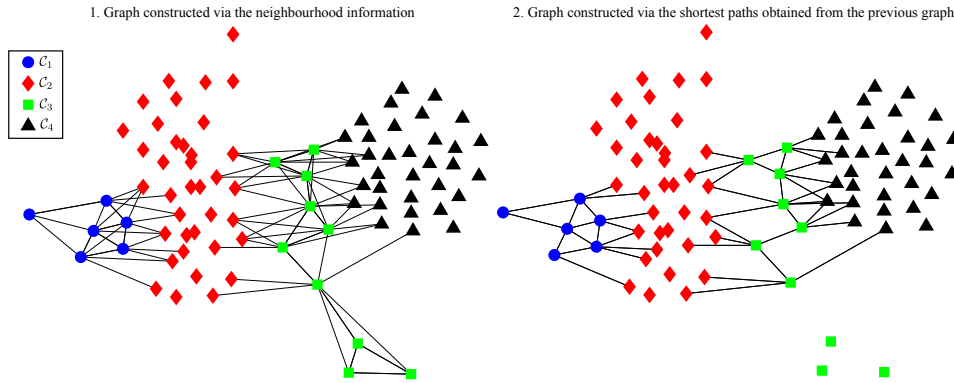 1. Graph constructed via the neighbourhood information
2. Graph constructed via the shortest paths obtained from the previous graph
C₁
C₂
C₃
C₄